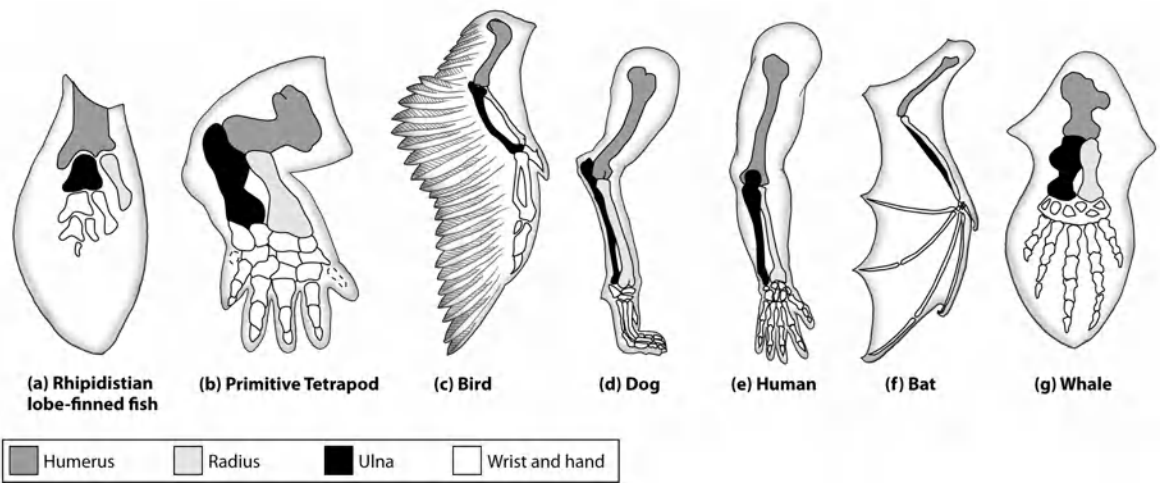 (a) Rhipidistian
lobe-finned fish
(b) Primitive Tetrapod
(c) Bird
(d) Dog
(e) Human
(f) Bat
(g) Whale
Humerus
Radius
Ulna
Wrist and hand